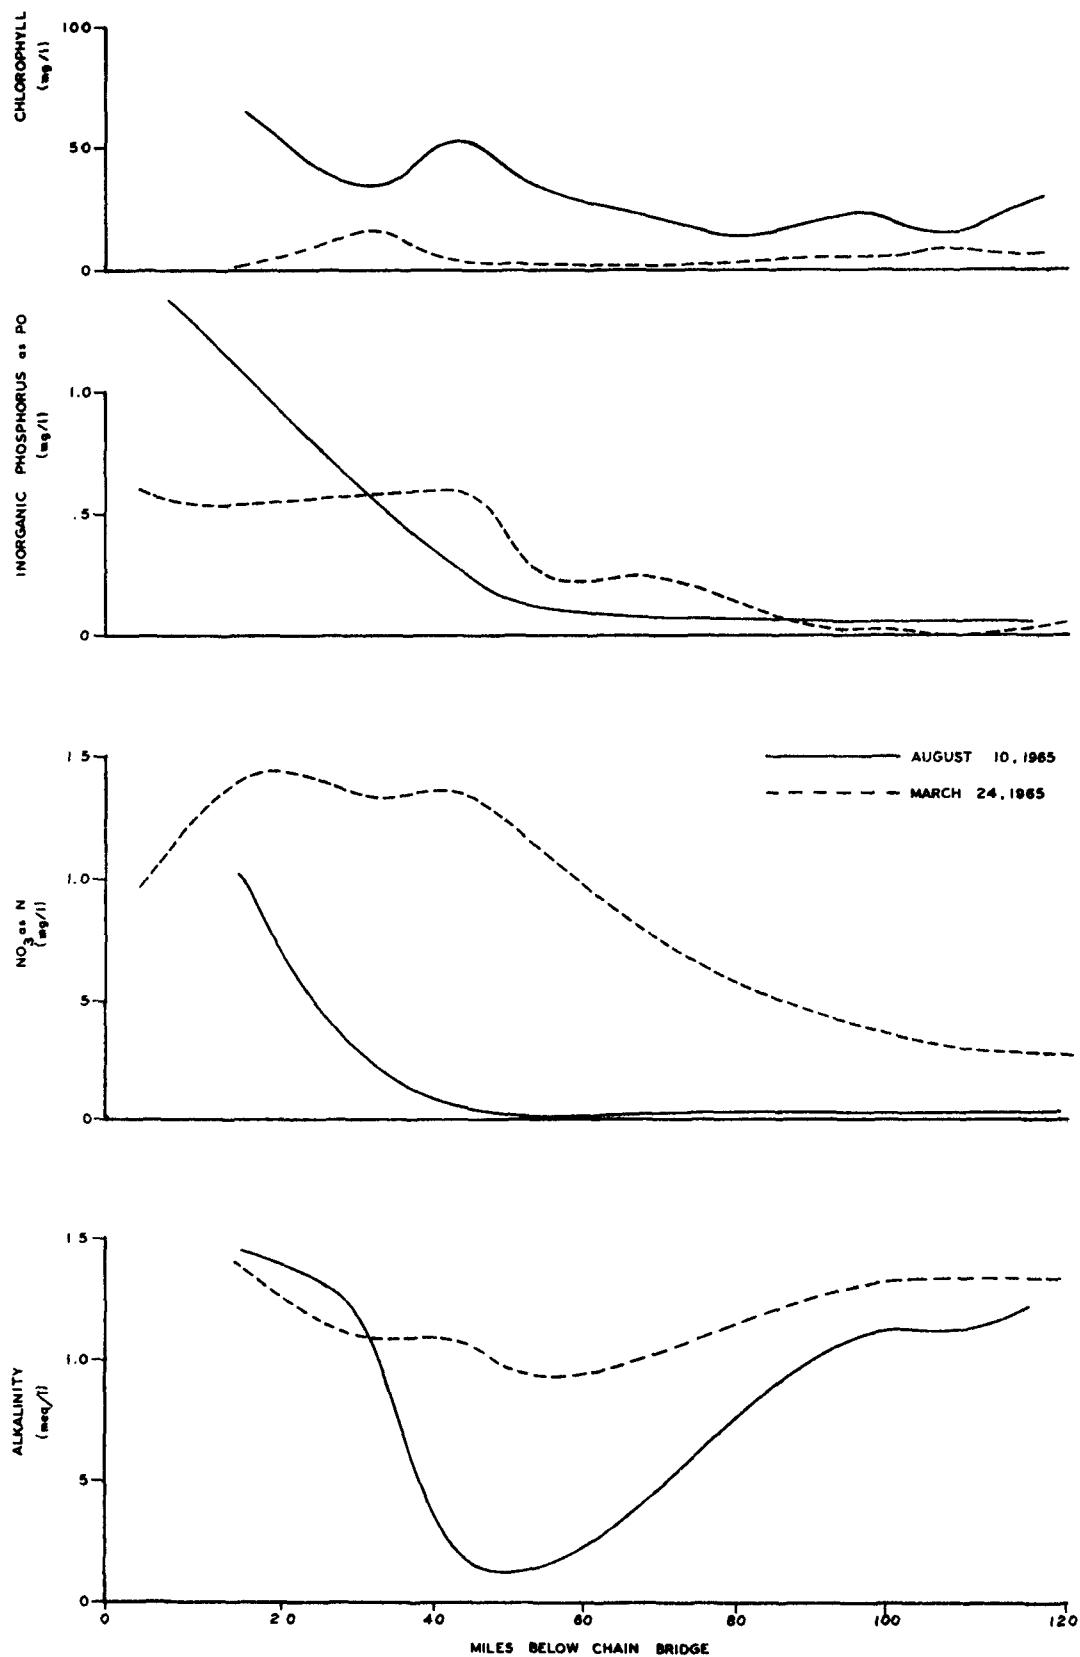 CHLOROPHYLL
(mg/l)
100
50
0
INORGANIC PHOSPHORUS as PO
(mg/l)
1.0
.5
0
1 5
1.0
5
0
NO3 as N
(mg/l)
AUGUST 10, 1965
MARCH 24, 1965
1 5
1.0
5
0
ALKALINITY
(meq/l)
0
20
40
60
80
100
120
MILES BELOW CHAIN BRIDGE